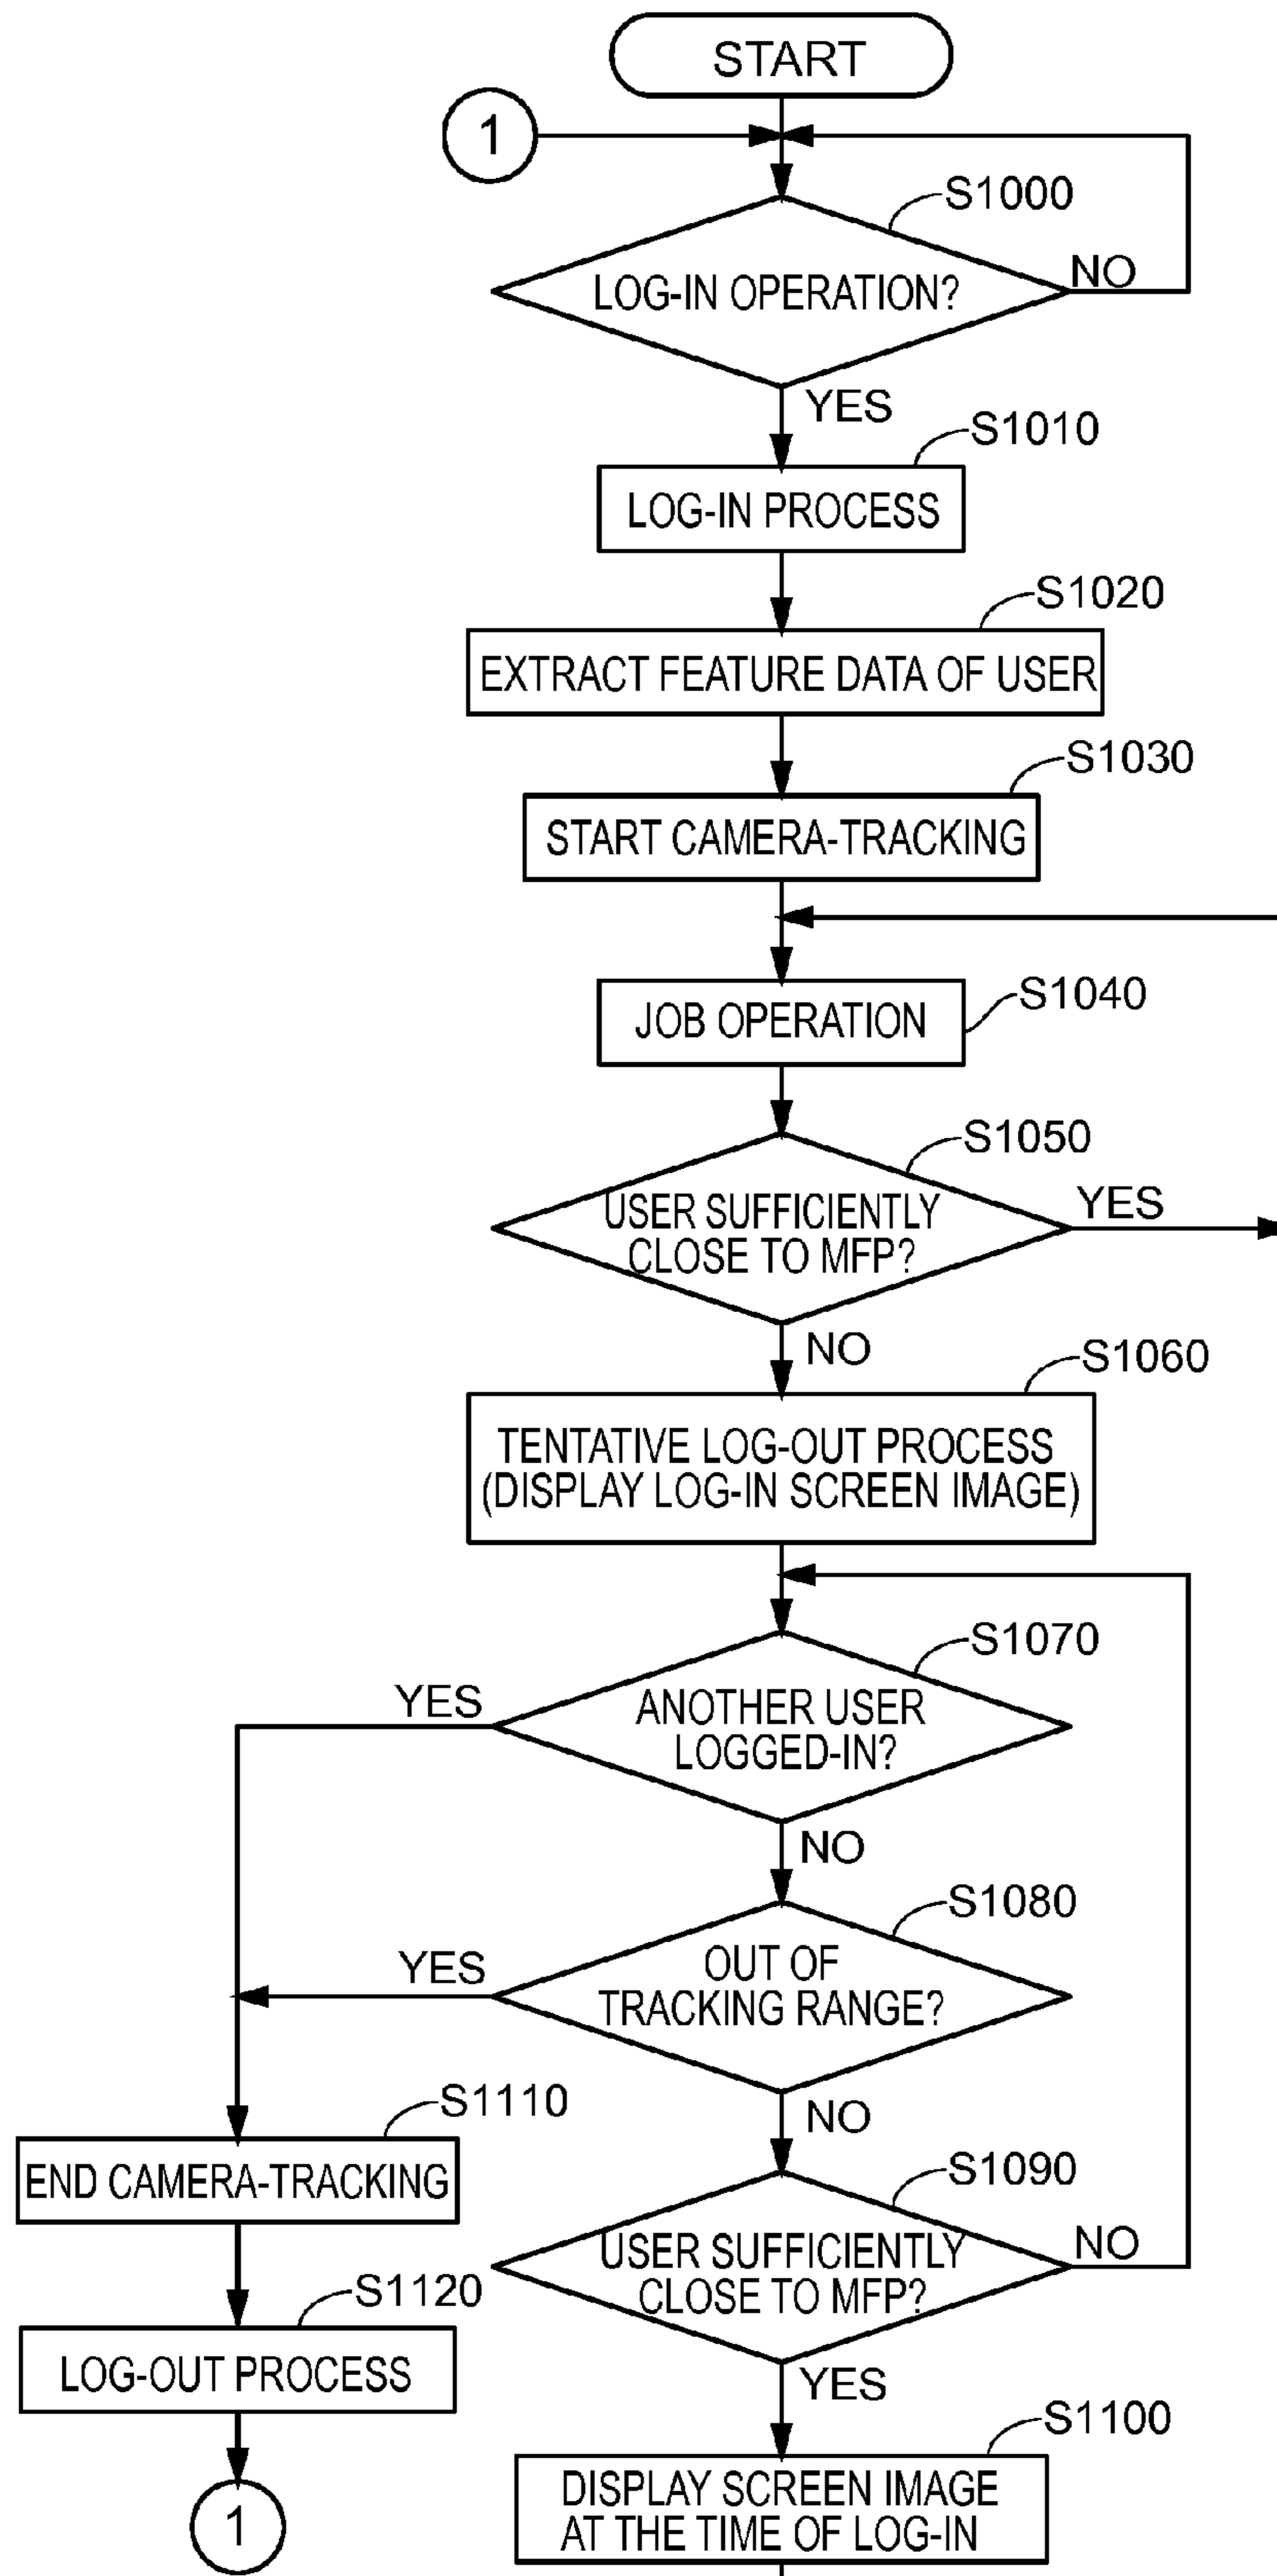 START
1
S1000
LOG-IN OPERATION?
NO
YES
S1010
LOG-IN PROCESS
S1020
EXTRACT FEATURE DATA OF USER
S1030
START CAMERA-TRACKING
JOB OPERATION
S1040
S1050
USER SUFFICIENTLY
CLOSE TO MFP?
YES
NO
S1060
TENTATIVE LOG-OUT PROCESS
(DISPLAY LOG-IN SCREEN IMAGE)
S1070
YES
ANOTHER USER
LOGGED-IN?
NO
S1080
YES
OUT OF
TRACKING RANGE?
NO
S1110
END CAMERA-TRACKING
S1090
USER SUFFICIENTLY
CLOSE TO MFP?
NO
S1120
LOG-OUT PROCESS
YES
S1100
DISPLAY SCREEN IMAGE
AT THE TIME OF LOG-IN
1